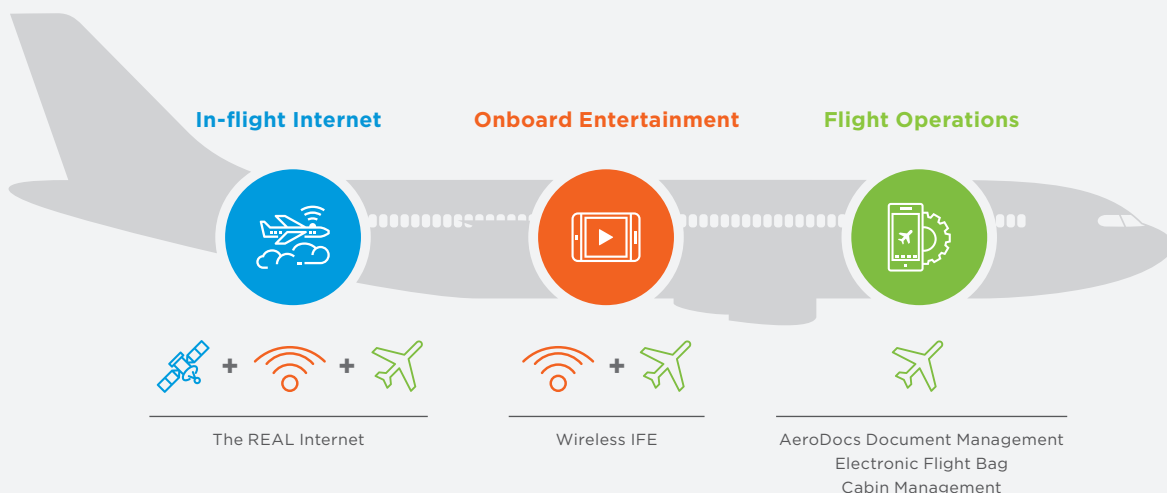 In-flight Internet
Onboard Entertainment
Flight Operations
+
+
+
The REAL Internet
Wireless IFE
AeroDocs Document Management
Electronic Flight Bag
Cabin Management